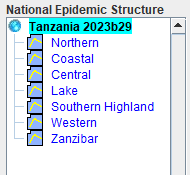 National Epidemic Structure
Tanzania 2023b29
Northern
Coastal
Central
Lake
Southern Highland
Western
Zanzibar